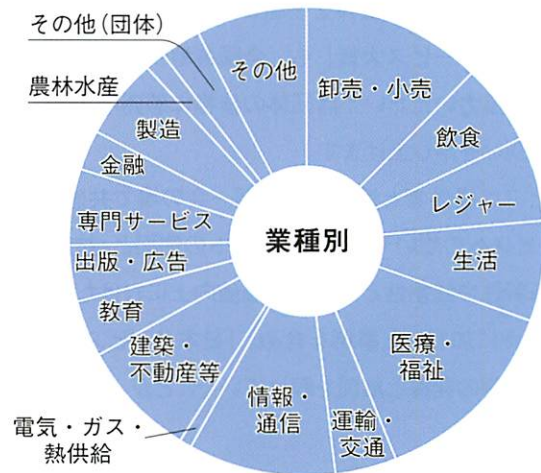 業種別
卸売・小売
飲食
レジャー
生活
医療・
福祉
運輸・
交通
情報・
通信
電気・ガス・
熱供給
建築・
不動産等
教育
出版・広告
専門サービス
金融
製造
農林水産
その他（団体）
その他